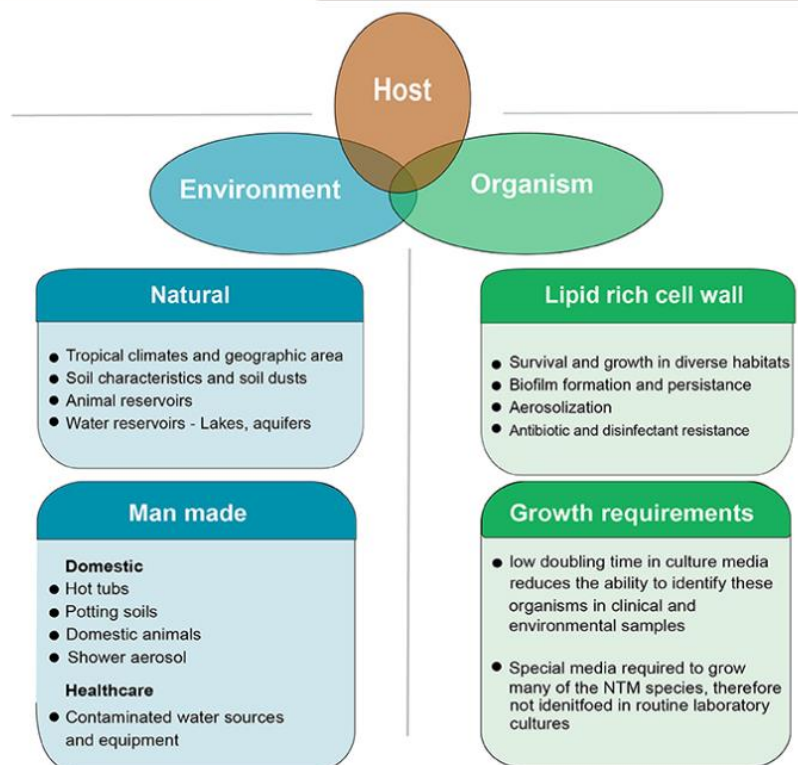 Host
Environment
Organism
Natural
● Tropical climates and geographic area
● Soil characteristics and soil dusts
● Animal reservoirs
● Water reservoirs - Lakes, aquifers
Man made
Domestic
● Hot tubs
● Potting soils
● Domestic animals
● Shower aerosol
Healthcare
● Contaminated water sources
and equipment
Lipid rich cell wall
● Survival and growth in diverse habitats
● Biofilm formation and persistance
● Aerosolization
● Antibiotic and disinfectant resistance
Growth requirements
● low doubling time in culture media
reduces the ability to identify these
organisms in clinical and
environmental samples
● Special media required to grow
many of the NTM species, therefore
not idenitfoed in routine laboratory
cultures